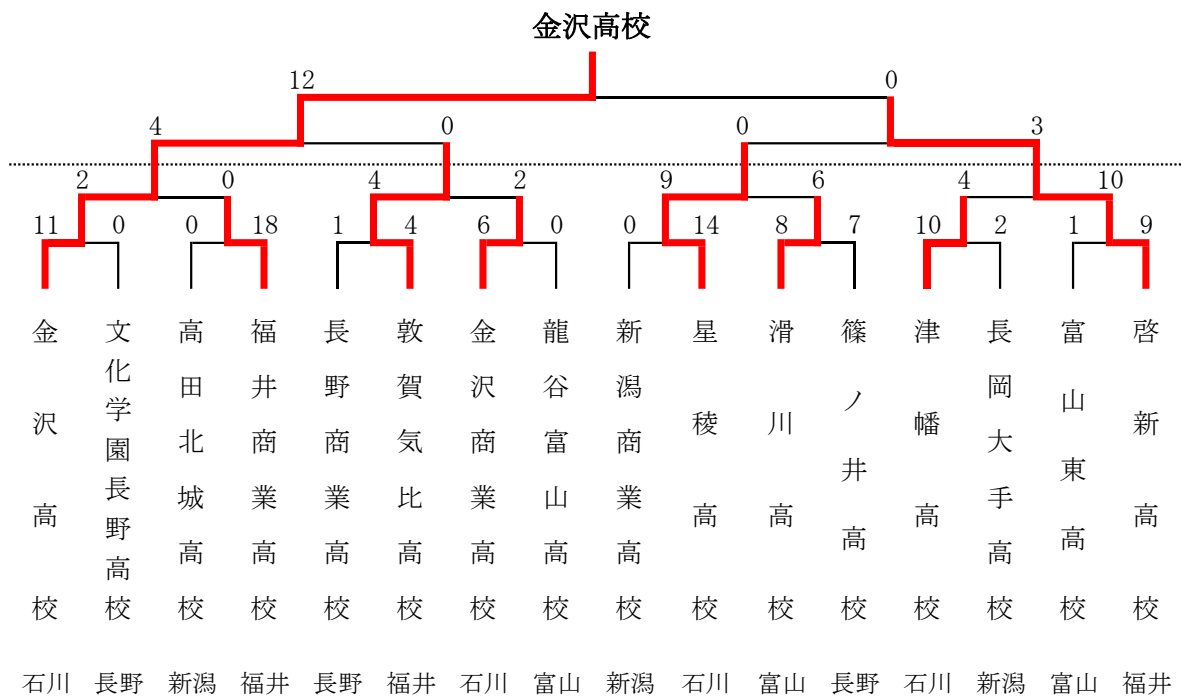 金沢高校
12 0
4 0 0 3
2 0 4 2 9 6 4 10
11 0 0 18 1 4 6 0 0 14 8 7 10 2 1 9
金沢高校
文化学園長野高校
高田北城高校
福井商業高校
長野商業高校
敦賀気比高校
金沢商業高校
龍谷富山高校
新潟商業高校
星稜高校
滑川高校
篠ノ井高校
津幡高校
長岡大手高校
富山東高校
啓新高校
石川 長野 新潟 福井 長野 福井 石川 富山 新潟 石川 富山 長野 石川 新潟 富山 福井